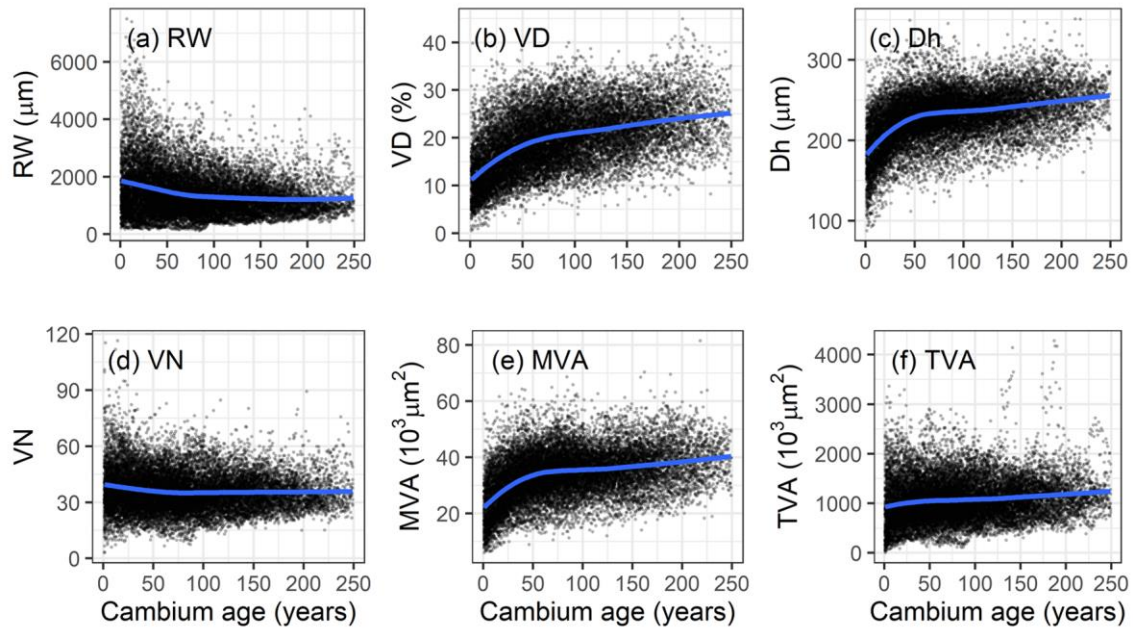 (a) RW
RW (μm)
6000
4000
2000
0
0 50 100 150 200 250
(b) VD
VD (%)
40
30
20
10
0
0 50 100 150 200 250
(c) Dh
Dh (μm)
300
200
100
0 50 100 150 200 250
(d) VN
VN
120
90
60
30
0
0 50 100 150 200 250
Cambium age (years)
(e) MVA
MVA (10³μm²)
80
60
40
20
0 50 100 150 200 250
Cambium age (years)
(f) TVA
TVA (10³μm²)
4000
3000
2000
1000
0
0 50 100 150 200 250
Cambium age (years)